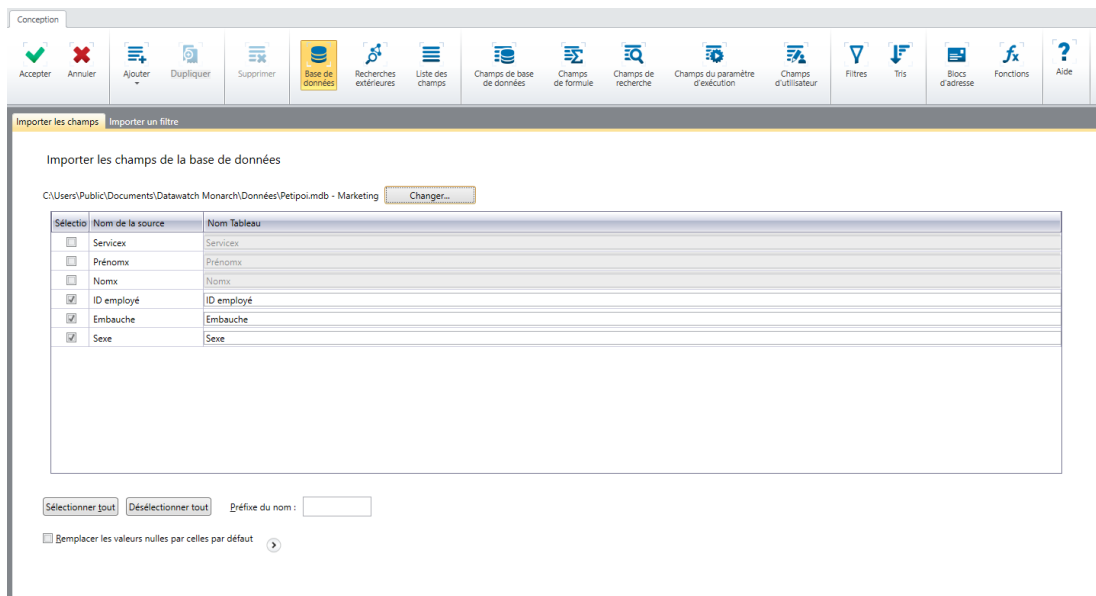 Conception
Accepter
Annuler
Ajouter
Dupliquer
Supprimer
Base de
données
Recherches
extérieures
Liste des
champs
Champs de base
de données
Champs
de formule
Champs de
recherche
Champs du paramètre
d'exécution
Champs
d'utilisateur
Filtres
Tris
Blocs
d'adresse
Fonctions
Aide
Importer les champs Importer un filtre
Importer les champs de la base de données
C:\Users\Public\Documents\Datawatch Monarch\Données\Petipoi.mdb - Marketing Changer...
Sélectio Nom de la source Nom Tableau
Servicex Servicex
Prénomx Prénomx
Nomx Nomx
ID employé ID employé
Embauche Embauche
Sexe Sexe
Sélectionner tout Désélectionner tout Préfixe du nom :
Remplacer les valeurs nulles par celles par défaut